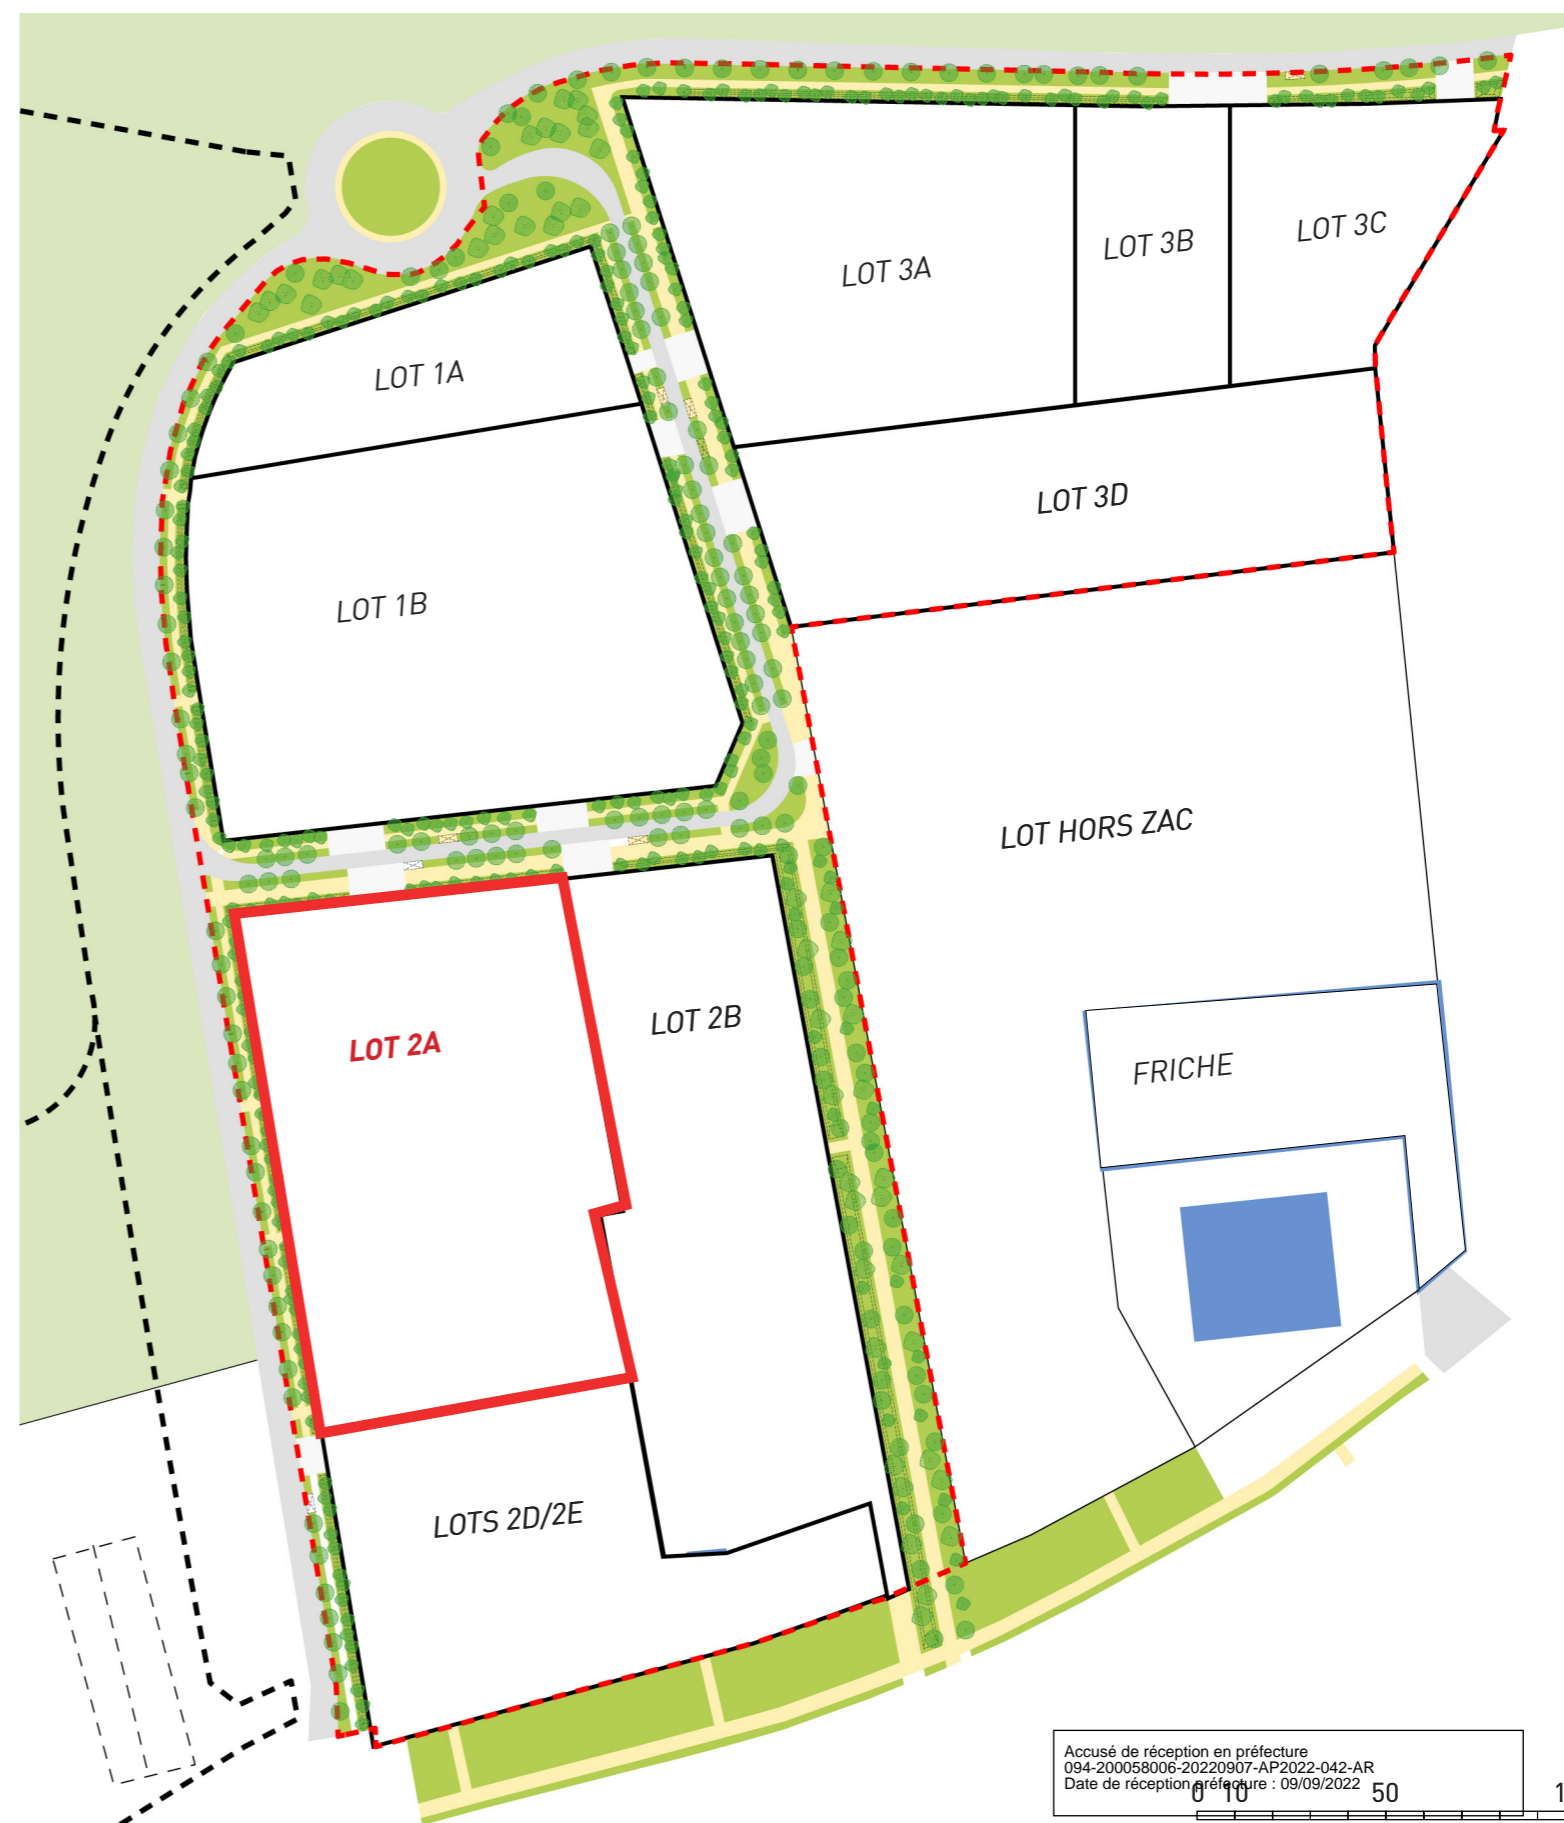 LOT 3A
LOT 3B
LOT 3C
LOT 1A
LOT 3D
LOT 1B
LOT HORS ZAC
LOT 2A
LOT 2B
FRICHE
LOTS 2D/2E
Accusé de réception en préfecture
094-200058006-20220907-AP2022-042-AR
Date de réception préfecture : 09/09/2022
0 10 50 1